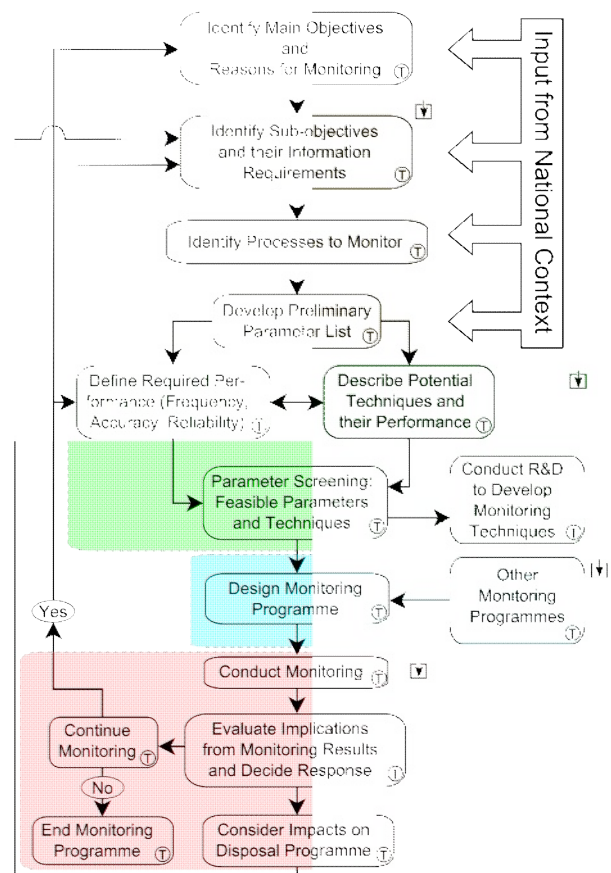 Identify Main Objectives
and
Reasons for Monitoring
T
Input from National Context
Identify Sub-objectives
and their Information
Requirements
T
Identify Processes to Monitor
T
Develop Preliminary
Parameter List
T
Define Required Per-
formance (Frequency,
Accuracy, Reliability)
T
Describe Potential
Techniques and
their Performance
T
Parameter Screening:
Feasible Parameters
and Techniques
T
Conduct R&D
to Develop
Monitoring
Techniques
T
Design Monitoring
Programme
T
Other
Monitoring
Programmes
T
Yes
Conduct Monitoring
T
Continue
Monitoring
T
Evaluate Implications
from Monitoring Results
and Decide Response
T
No
End Monitoring
Programme
T
Consider Impacts on
Disposal Programme
T